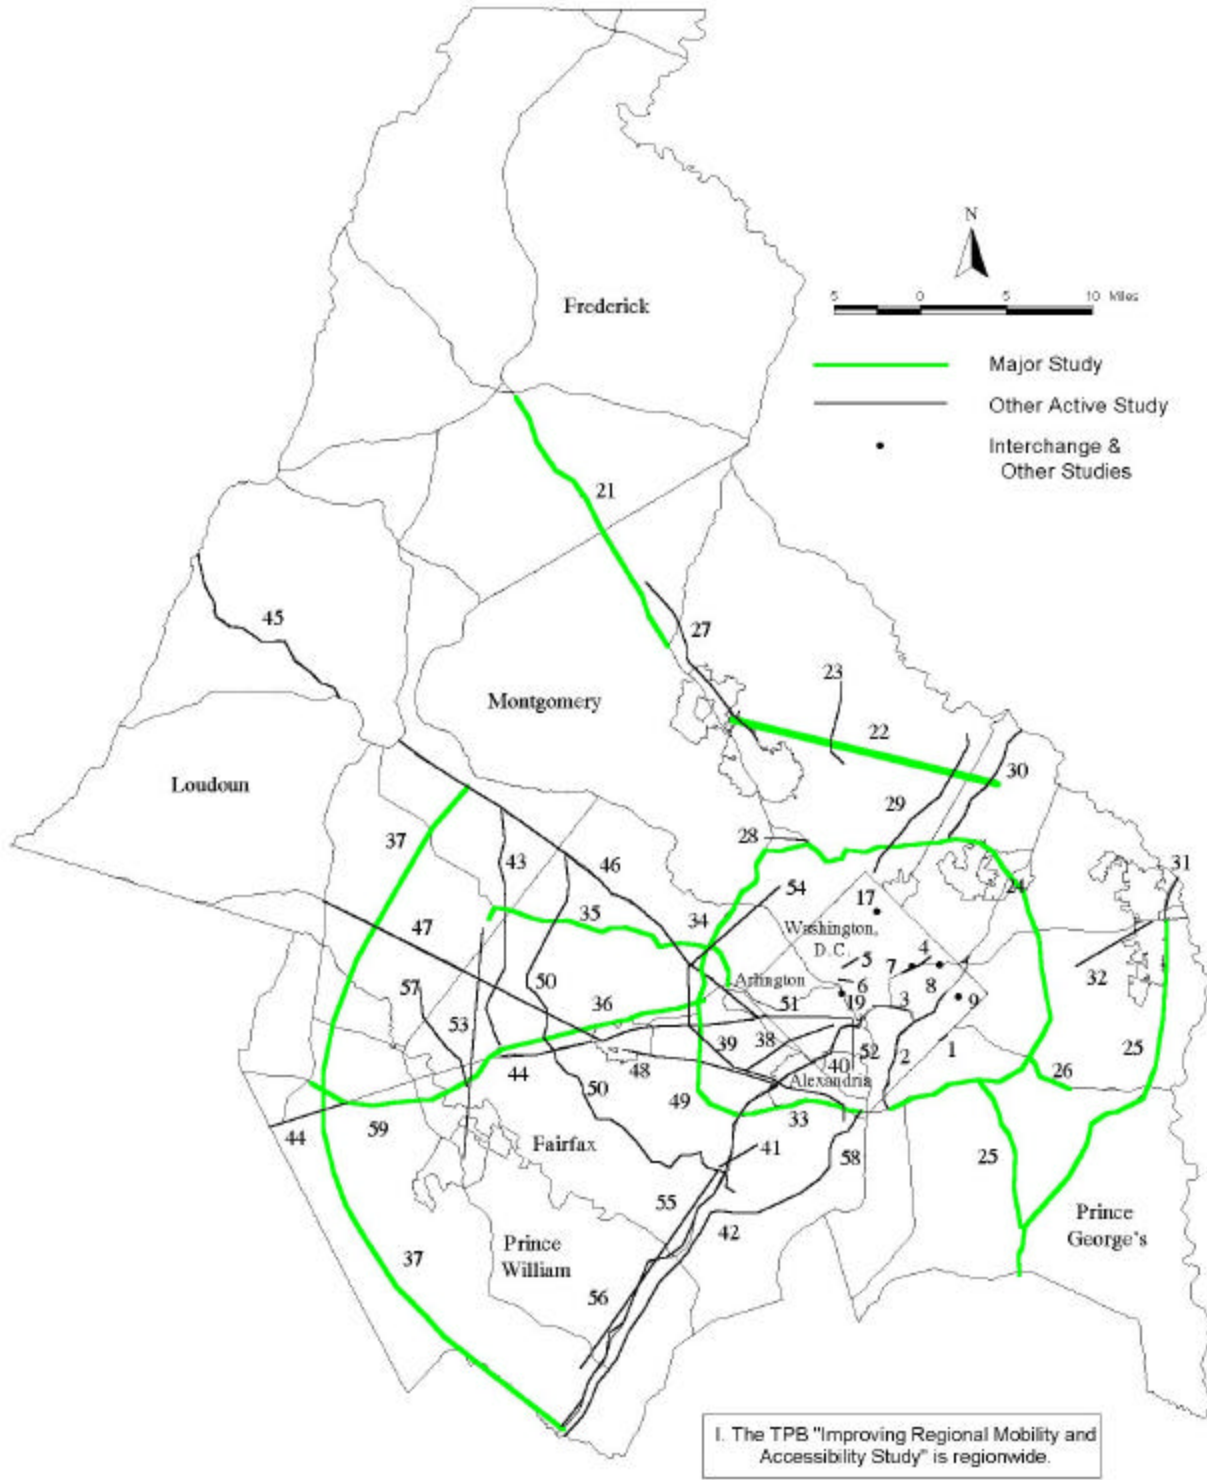 N
5 0 5 10 Miles
Frederick
Major Study
Other Active Study
Interchange &
Other Studies
21
45
27
23
Montgomery
22
Loudoun
30
29
37
28
43
46
31
54
24
17
35
34
47
Washington,
D.C.
4
5
7
Arlington
32
50
57
6
8
36
51
19
3
9
53
39
38
52
2
1
25
44
48
40
26
Alexandria
50
49
59
33
44
Fairfax
41
58
25
55
Prince
George's
42
Prince
William
37
56
I. The TPB "Improving Regional Mobility and
Accessibility Study" is regionwide.